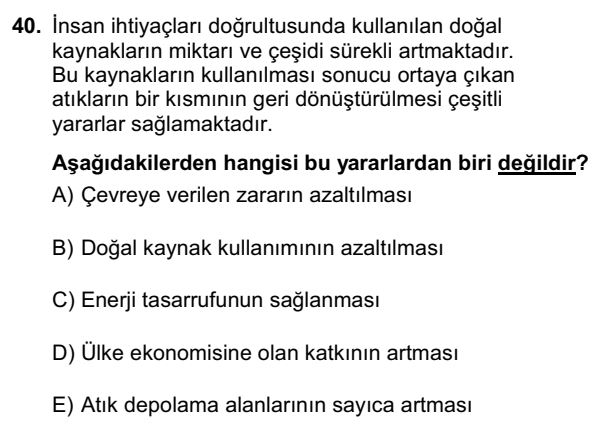 40. İnsan ihtiyaçları doğrultusunda kullanılan doğal
kaynakların miktarı ve çeşidi sürekli artmaktadır.
Bu kaynakların kullanılması sonucu ortaya çıkan
atıkların bir kısmının geri dönüştürülmesi çeşitli
yararlar sağlamaktadır.
Aşağıdakilerden hangisi bu yararlardan biri değildir?
A) Çevreye verilen zararın azaltılması
B) Doğal kaynak kullanımının azaltılması
C) Enerji tasarrufunun sağlanması
D) Ülke ekonomisine olan katkının artması
E) Atık depolama alanlarının sayıca artması